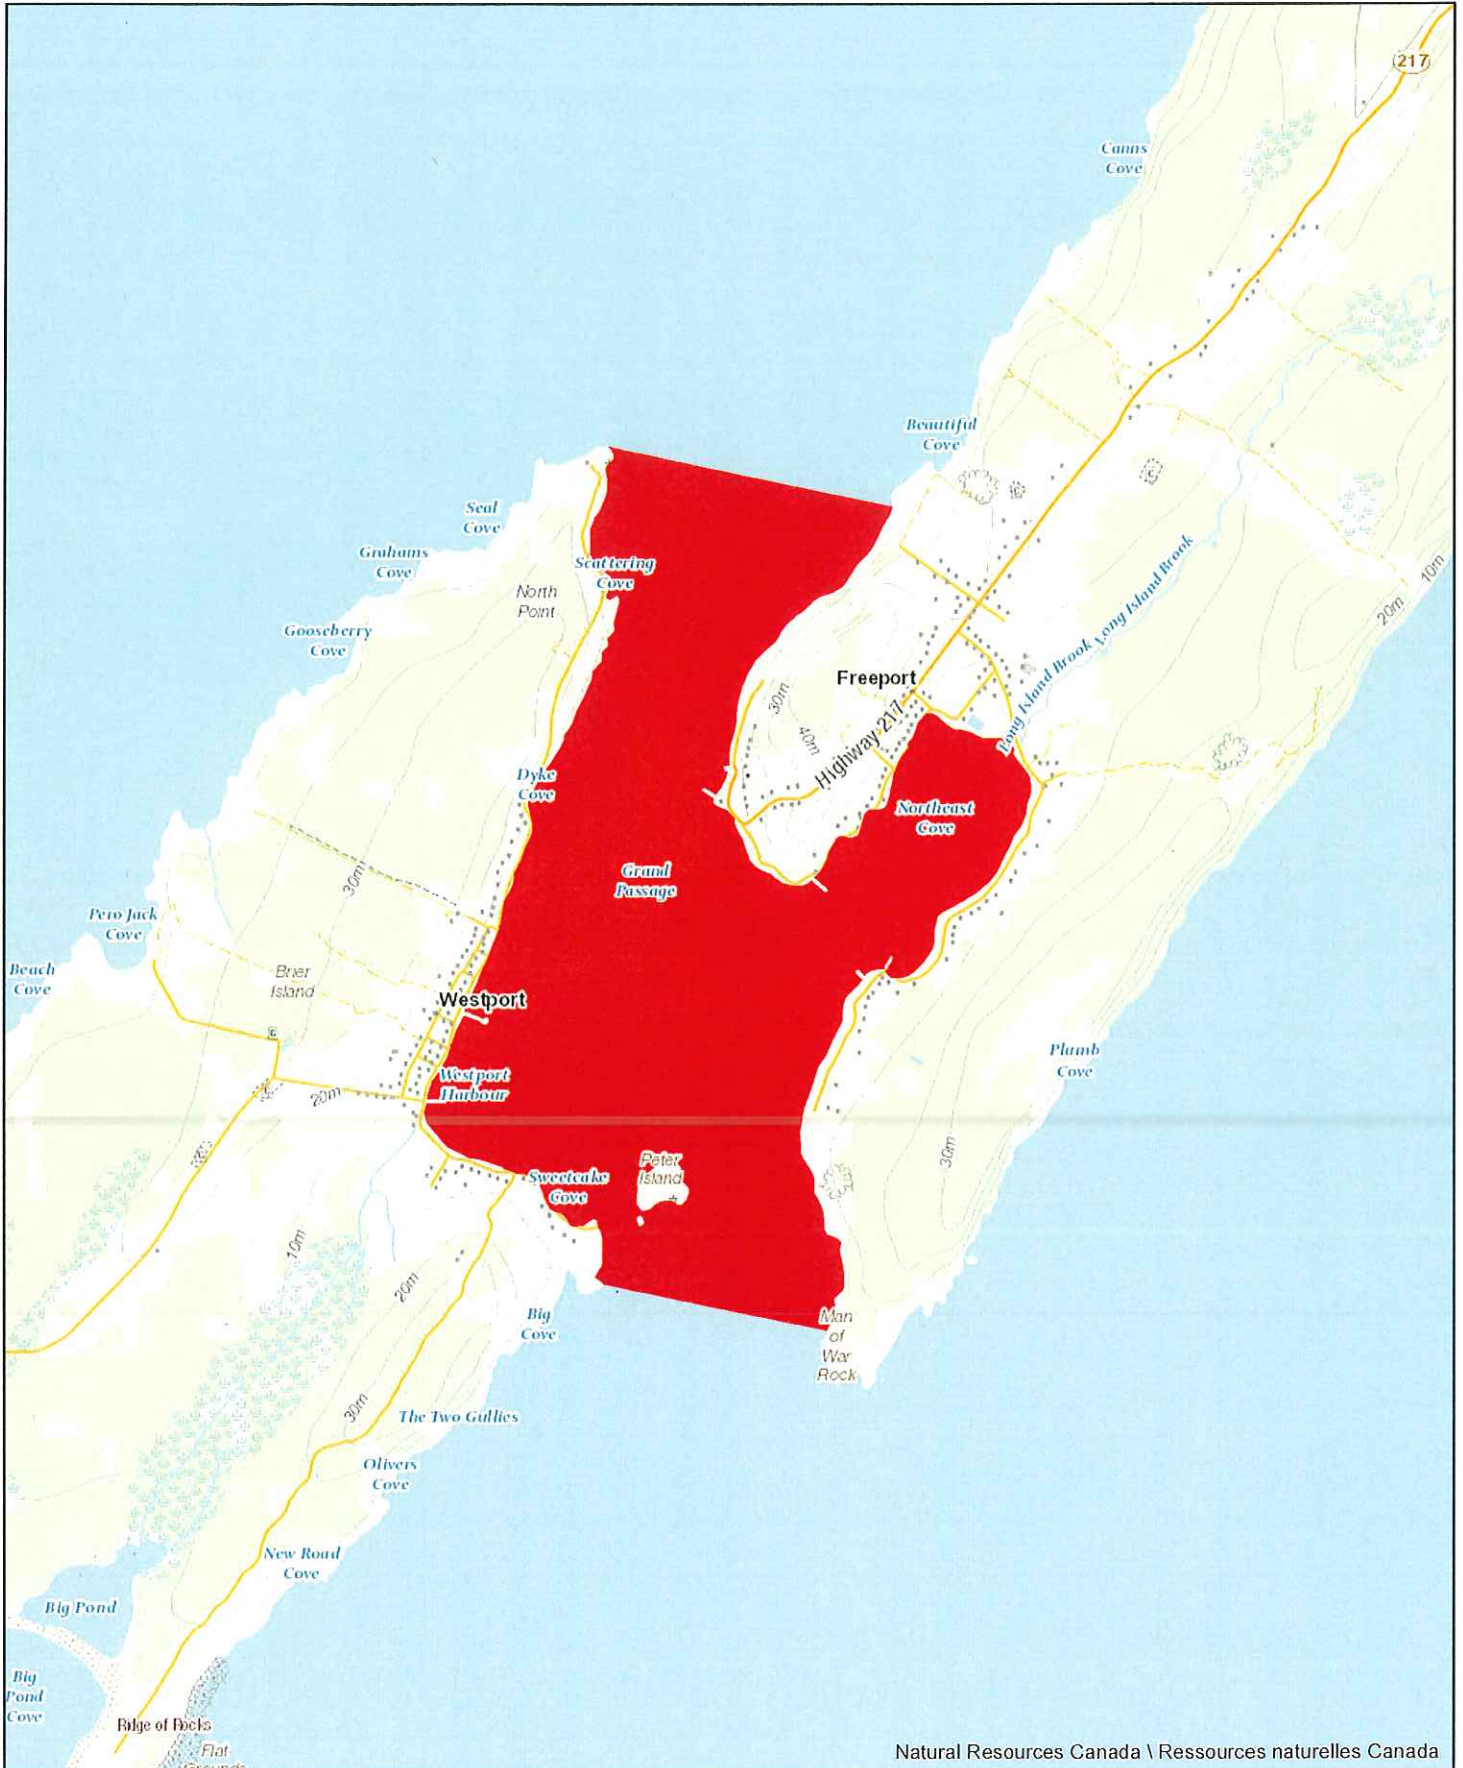 217
Canns
Cove
Beautiful
Cove
Seal
Cove
Grahams
Cove
Scattering
Cove
North
Point
Gooseberry
Cove
10m
20m
Long Island Brook
Long Island Brook
Freeport
30m
40m
Highway 217
Dyke
Cove
Northeast
Cove
Grand
Passage
30m
Pero Jack
Cove
Beach
Cove
Brier
Island
Westport
Plumb
Cove
Westport
Harbour
20m
30m
Peter
Island
Sweetcake
Cove
10m
20m
Big
Cove
Man
of
War
Rock
30m
The Two Gullies
Olivers
Cove
New Road
Cove
Big Pond
Big
Pond
Cove
Ridge of Rocks
Flat
Grounds
Natural Resources Canada \ Ressources naturelles Canada